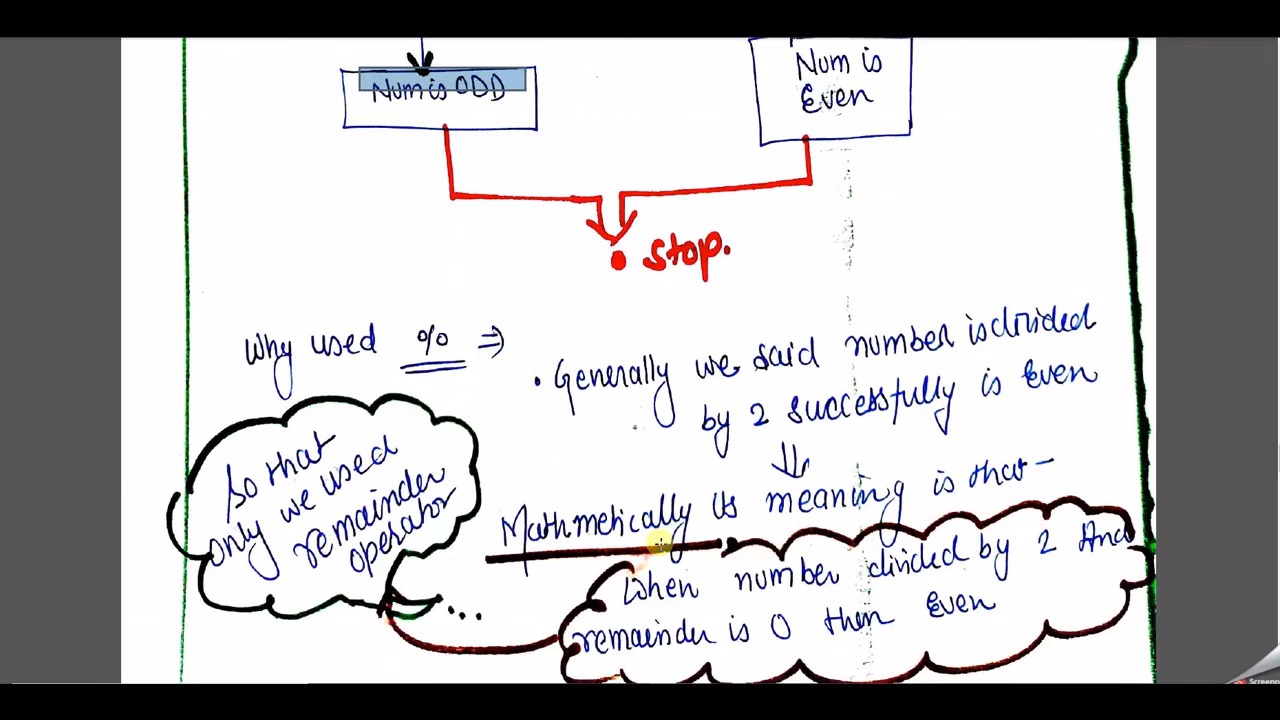 Num is ODD
Num is
Even
stop.
Why used % ⇒
• Generally we said number is divided
by 2 successfully is Even
So that
only we used
remainder
operator
Mathmetically its meaning is that -
When number divided by 2 And
remainder is 0 then Even
...